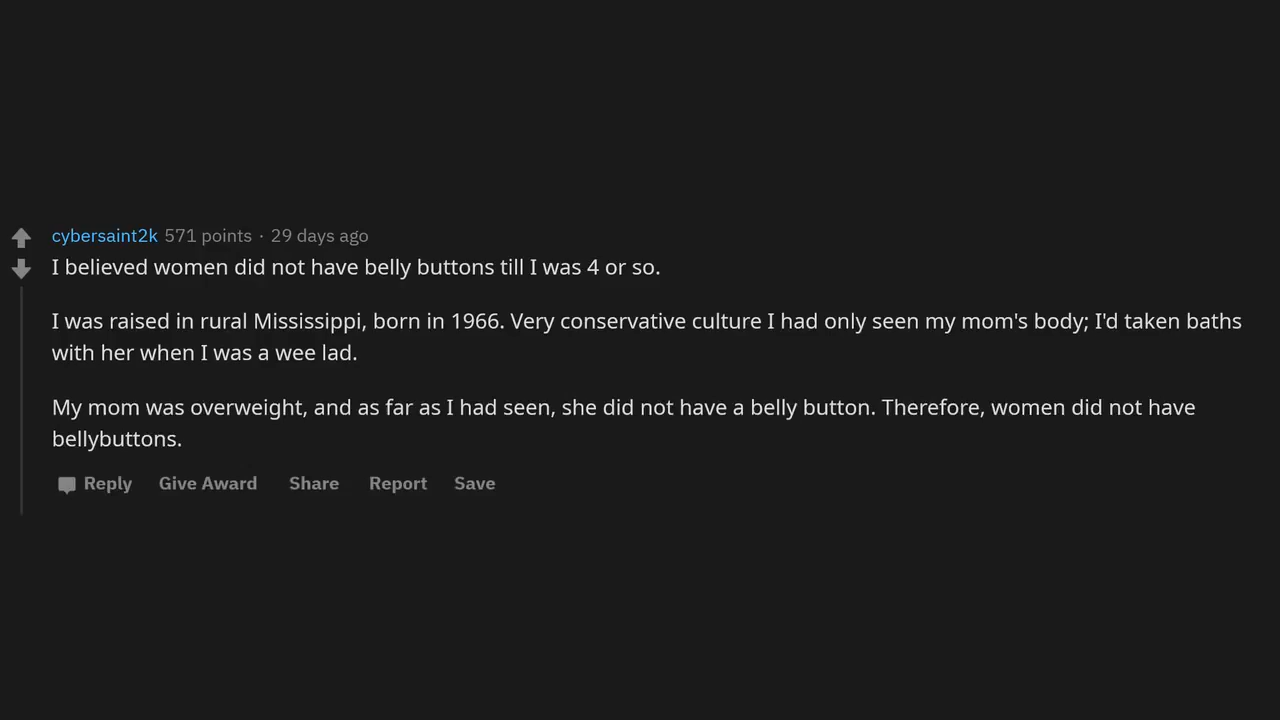 cybersaint2k 571 points · 29 days ago
I believed women did not have belly buttons till I was 4 or so.
I was raised in rural Mississippi, born in 1966. Very conservative culture I had only seen my mom's body; I'd taken baths
with her when I was a wee lad.
My mom was overweight, and as far as I had seen, she did not have a belly button. Therefore, women did not have
bellybuttons.
Reply Give Award Share Report Save